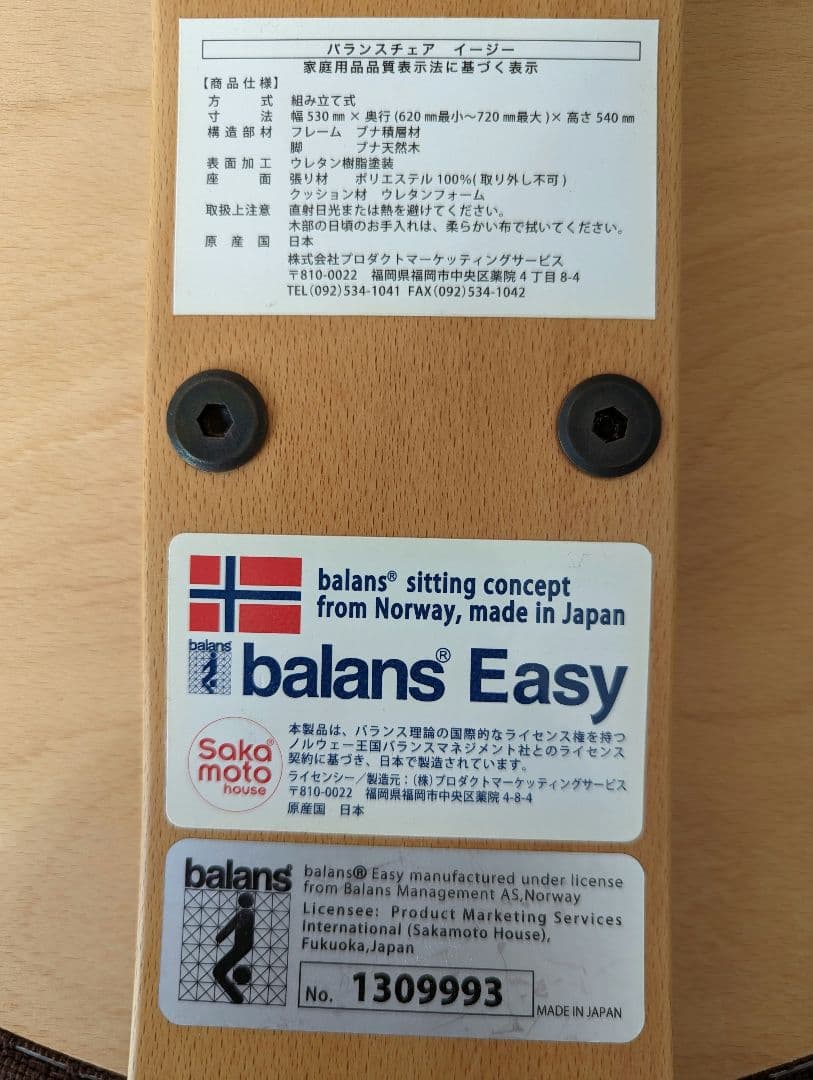 バランスチェア　イージー
家庭用品品質表示法に基づく表示
【商品仕様】
方　　式　組み立て式
寸　　法　幅 530 ㎜ × 奥行 (620 ㎜最小〜720 ㎜最大 )× 高さ 540 ㎜
構造部材　フレーム　ブナ積層材
脚　　　ブナ天然木
表面加工　ウレタン樹脂塗装
座　　面　張り材　　ポリエステル 100%( 取り外し不可 )
クッション材　ウレタンフォーム
取扱上注意　直射日光または熱を避けてください。
木部の日頃のお手入れは、柔らかい布で拭いてください。
原産国　日本
株式会社プロダクトマーケッティングサービス
〒810-0022　福岡県福岡市中央区薬院 4 丁目 8-4
TEL(092)534-1041 FAX(092)534-1042
balans® sitting concept
from Norway, made in Japan
balans
balans® Easy
Saka
moto®
house
本製品は、バランス理論の国際的なライセンス権を持つ
ノルウェー王国バランスマネジメント社とのライセンス
契約に基づき、日本で製造されています。
ライセンシー／製造元：（株）プロダクトマーケッティングサービス
〒810-0022　福岡県福岡市中央区薬院 4-8-4
原産国　日本
balans®
balans® Easy manufactured under license
from Balans Management AS,Norway
Licensee: Product Marketing Services
International (Sakamoto House),
Fukuoka,Japan
No. 1309993
MADE IN JAPAN